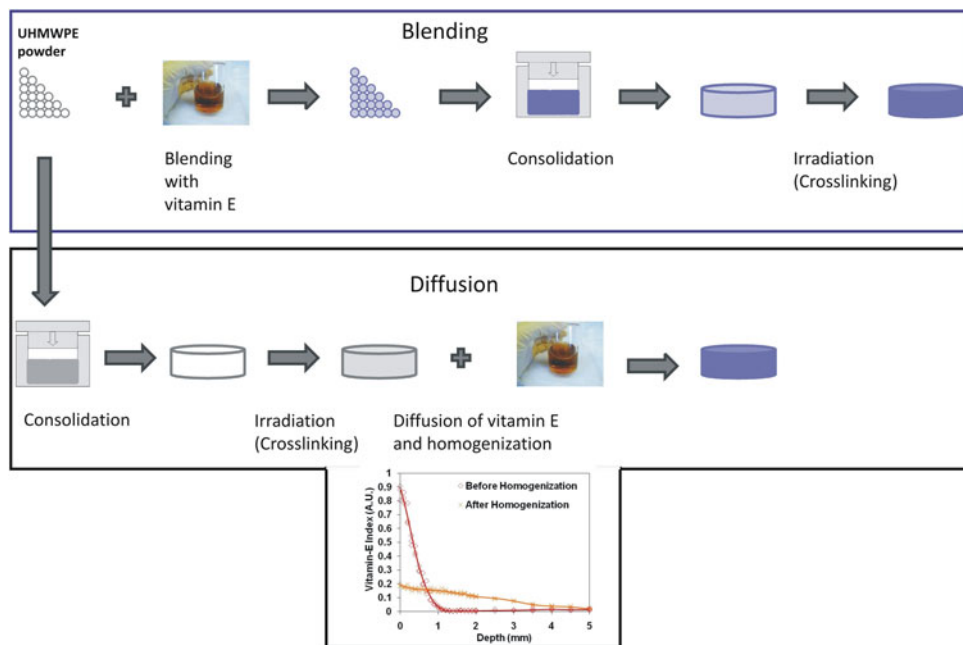 UHMWPE
powder
Blending
Blending
with
vitamin E
Consolidation
Irradiation
(Crosslinking)
Diffusion
Consolidation
Irradiation
(Crosslinking)
Diffusion of vitamin E
and homogenization
Vitamin-E Index (A.U.)
1
0.9
0.8
0.7
0.6
0.5
0.4
0.3
0.2
0.1
0
Before Homogenization
After Homogenization
0 1 2 3 4 5
Depth (mm)